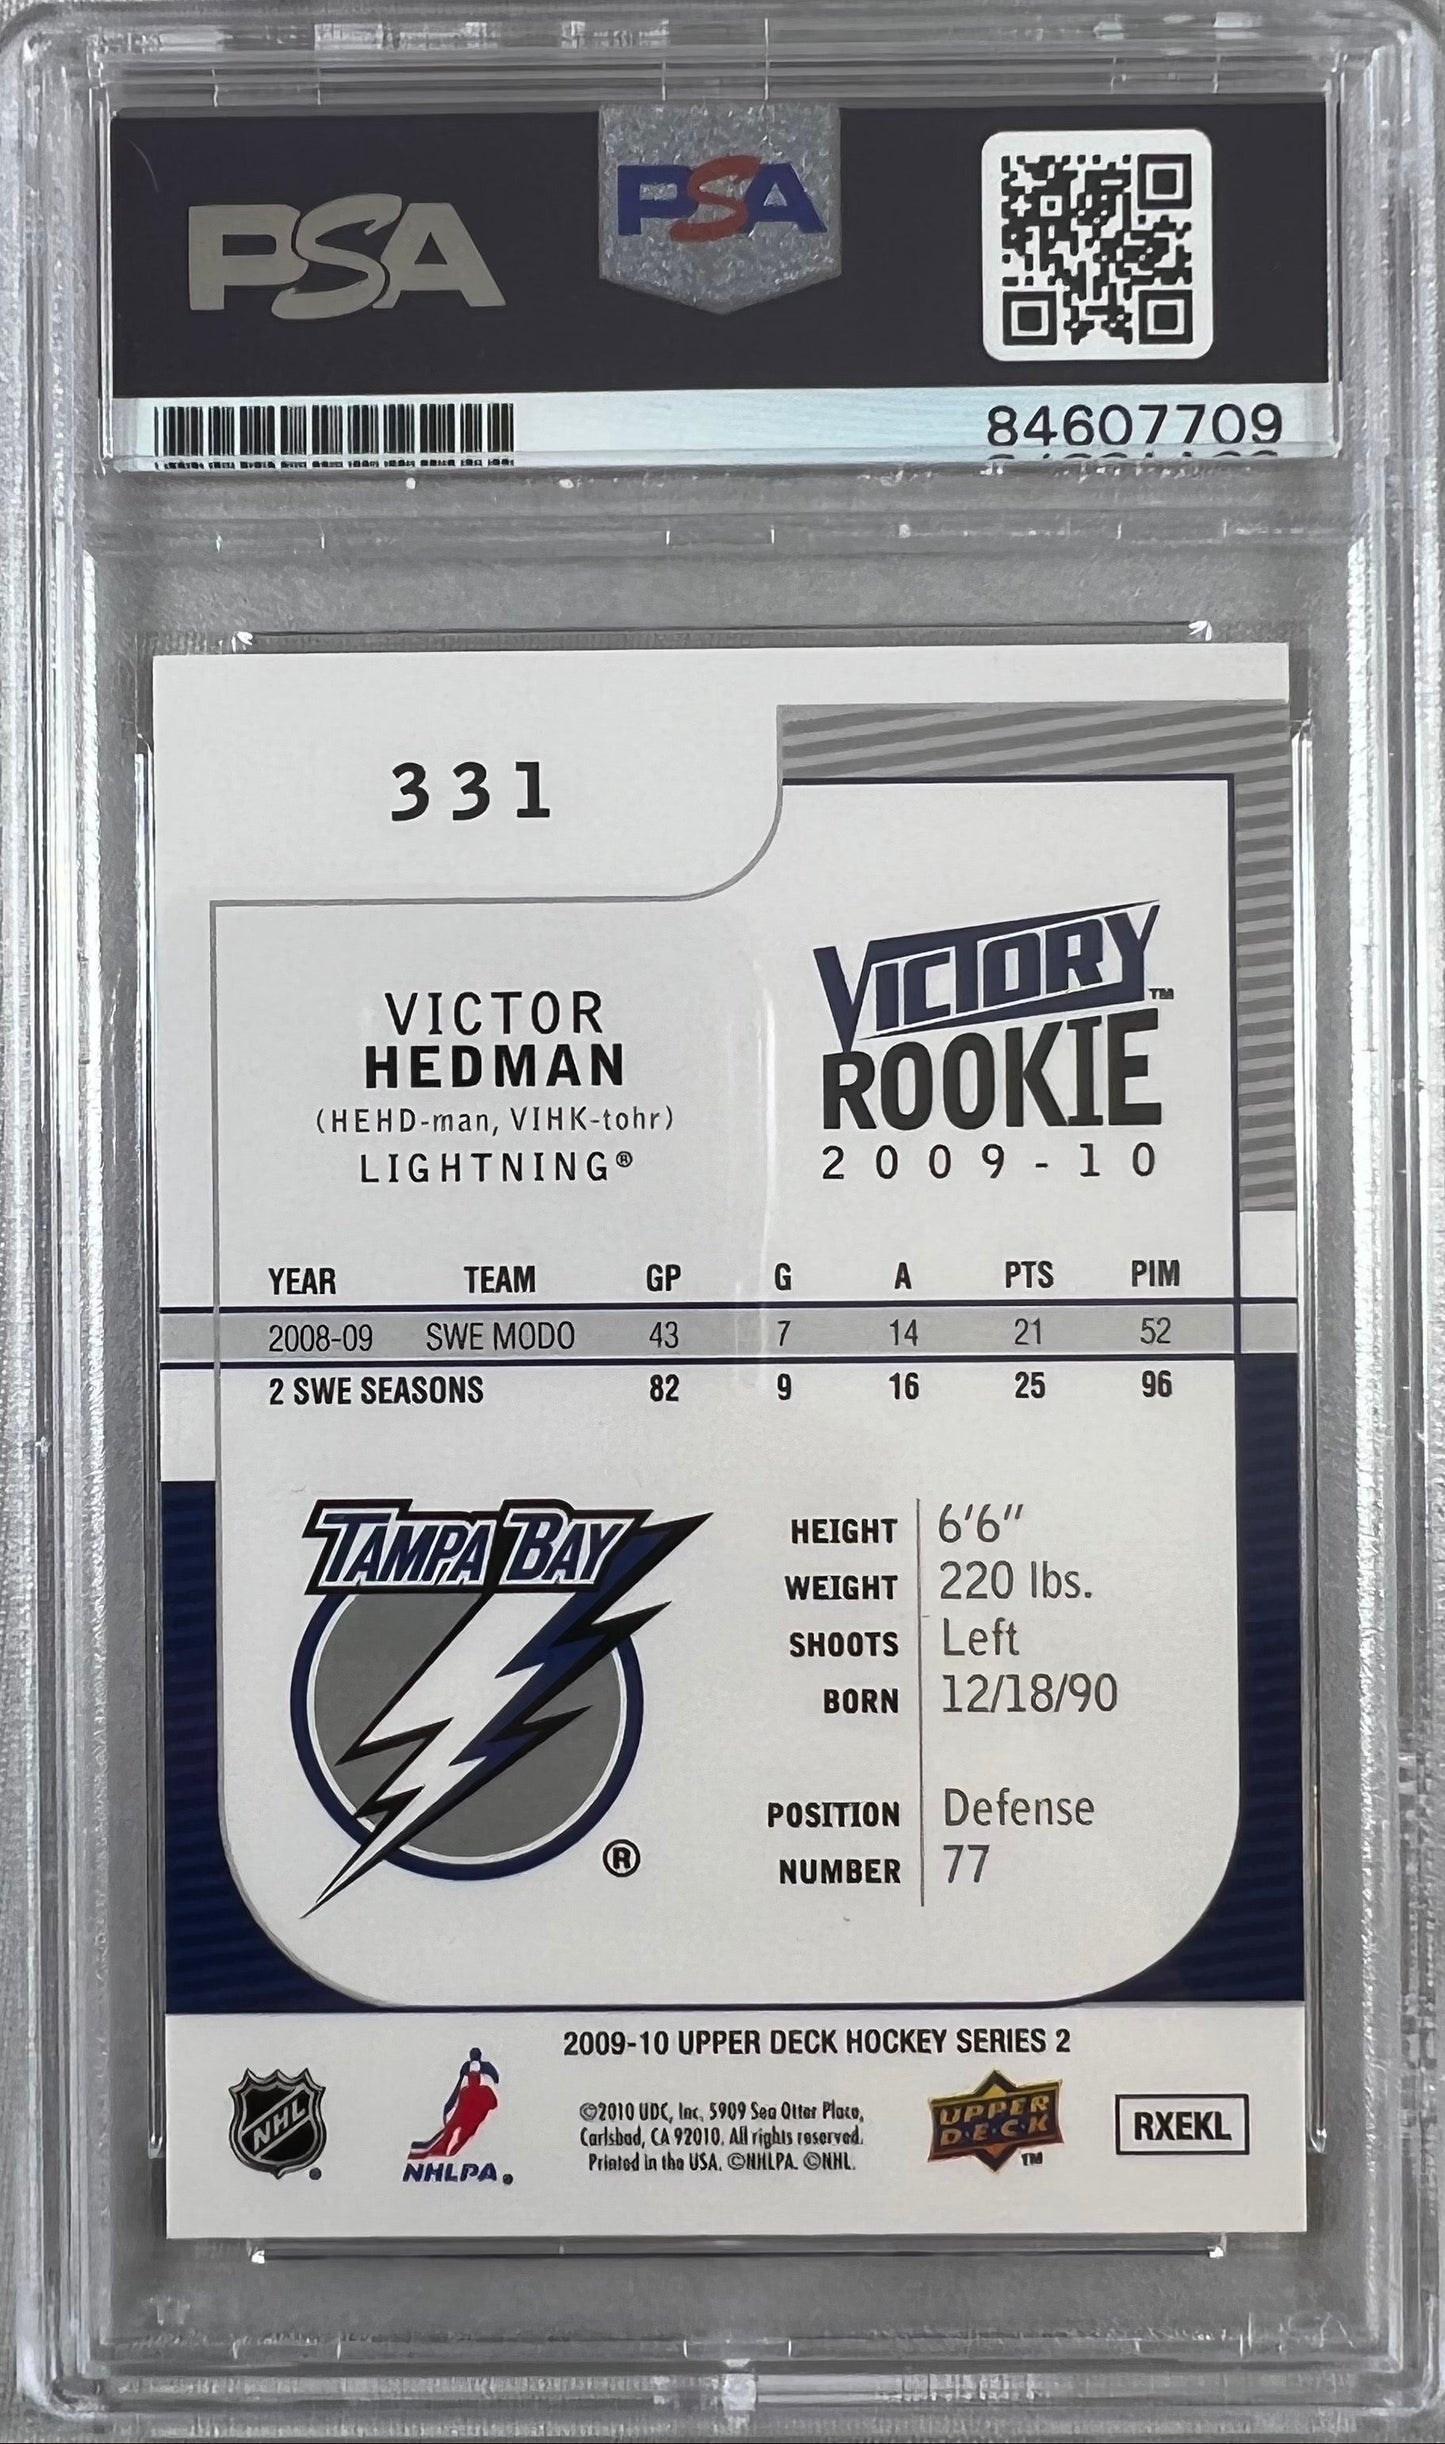 PSA
PSA
84607709
331
VICTORY™
ROOKIE
2009-10
VICTOR
HEDMAN
(HEHD-man, VIHK-tohr)
LIGHTNING®
YEAR TEAM GP G A PTS PIM
2008-09 SWE MODO 43 7 14 21 52
2 SWE SEASONS 82 9 16 25 96
TAMPA BAY
®
HEIGHT 6'6"
WEIGHT 220 lbs.
SHOOTS Left
BORN 12/18/90
POSITION Defense
NUMBER 77
2009-10 UPPER DECK HOCKEY SERIES 2
NHL
NHLPA
©2010 UDC, Inc, 5909 Sea Otter Place,
Carlsbad, CA 92010. All rights reserved.
Printed in the USA. ©NHLPA. ©NHL.
UPPER
DECK™
RXEKL